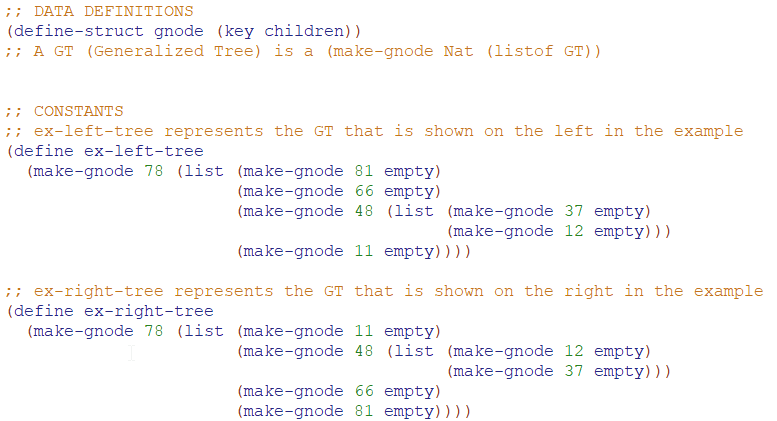 ;; DATA DEFINITIONS
(define-struct gnode (key children))
;; A GT (Generalized Tree) is a (make-gnode Nat (listof GT))
;; CONSTANTS
;; ex-left-tree represents the GT that is shown on the left in the example
(define ex-left-tree
  (make-gnode 78 (list (make-gnode 81 empty)
                       (make-gnode 66 empty)
                       (make-gnode 48 (list (make-gnode 37 empty)
                                            (make-gnode 12 empty)))
                       (make-gnode 11 empty))))
;; ex-right-tree represents the GT that is shown on the right in the example
(define ex-right-tree
  (make-gnode 78 (list (make-gnode 11 empty)
                       (make-gnode 48 (list (make-gnode 12 empty)
                                            (make-gnode 37 empty)))
                       (make-gnode 66 empty)
                       (make-gnode 81 empty))))